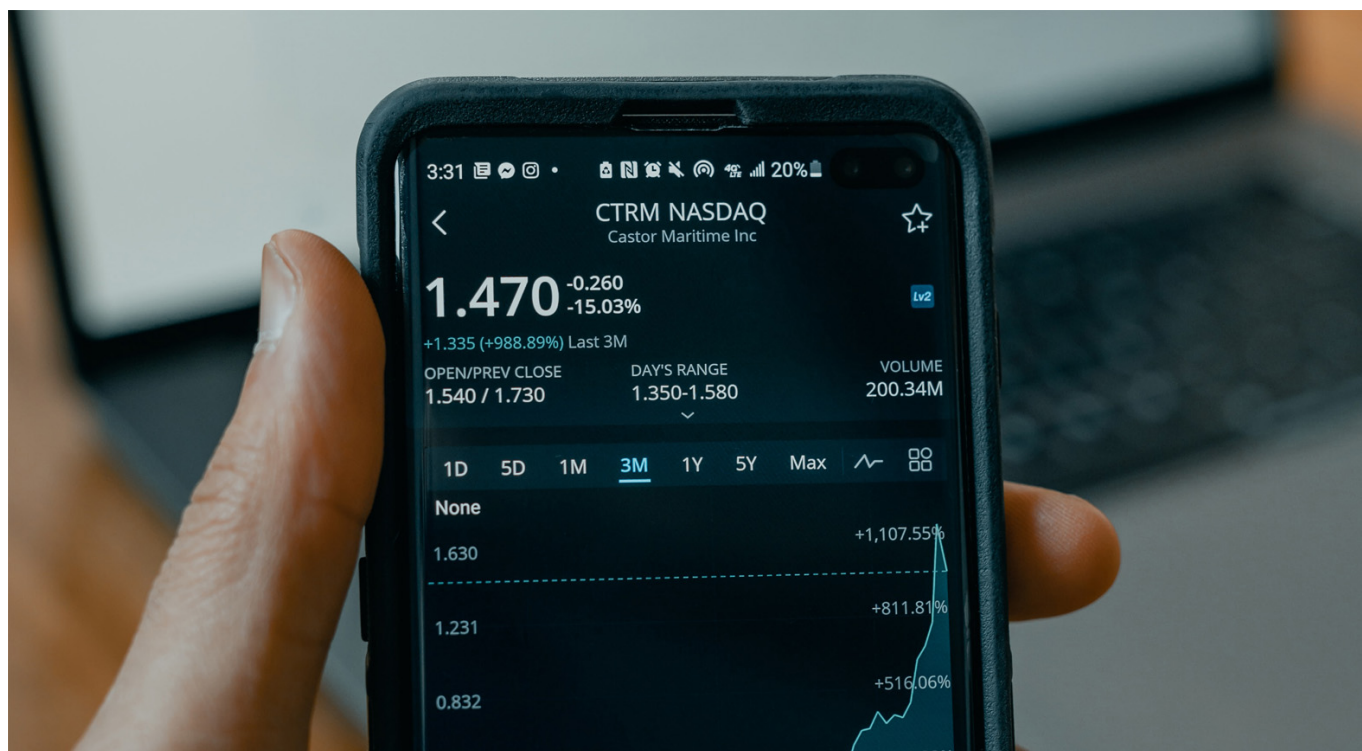 3:31 20%
CTRM NASDAQ
Castor Maritime Inc
1.470
-0.260
-15.03%
Lv2
+1.335 (+988.89%) Last 3M
OPEN/PREV CLOSE DAY'S RANGE VOLUME
1.540 / 1.730 1.350-1.580 200.34M
1D 5D 1M 3M 1Y 5Y Max
None
+1,107.55%
1.630
+811.81%
1.231
+516.06%
0.832